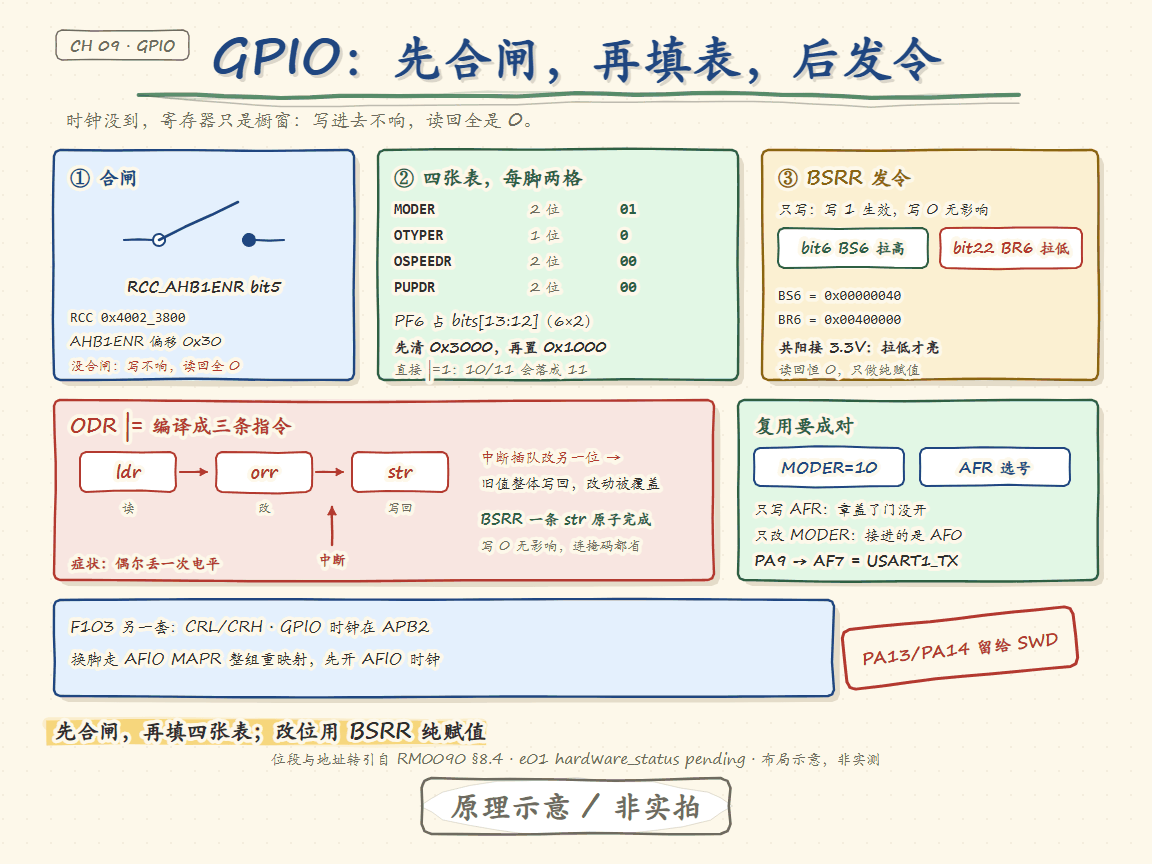 CH 09 · GPIO
GPIO：先合闸，再填表，后发令
时钟没到，寄存器只是橱窗：写进去不响，读回全是 0。
① 合闸
RCC_AHB1ENR bit5
RCC 0x4002_3800
AHB1ENR 偏移 0x30
没合闸：写不响，读回全 0
② 四张表，每脚两格
MODER 2 位 01
OTYPER 1 位 0
OSPEEDR 2 位 00
PUPDR 2 位 00
PF6 占 bits[13:12]（6×2）
先清 0x3000，再置 0x1000
直接 |=1：10/11 会落成 11
③ BSRR 发令
只写：写 1 生效，写 0 无影响
bit6 BS6 拉高
bit22 BR6 拉低
BS6 = 0x00000040
BR6 = 0x00400000
共阳接 3.3V：拉低才亮
读回恒 0，只做纯赋值
ODR |= 编译成三条指令
ldr
orr
str
读
改
写回
中断
症状：偶尔丢一次电平
中断插队改另一位 →
旧值整体写回，改动被覆盖
BSRR 一条 str 原子完成
写 0 无影响，连掩码都省
复用要成对
MODER=10
AFR 选号
只写 AFR：章盖了门没开
只改 MODER：接进的是 AF0
PA9 → AF7 = USART1_TX
F103 另一套：CRL/CRH · GPIO 时钟在 APB2
换脚走 AFIO MAPR 整组重映射，先开 AFIO 时钟
PA13/PA14 留给 SWD
先合闸，再填四张表；改位用 BSRR 纯赋值
位段与地址转引自 RM0090 §8.4 · e01 hardware_status pending · 布局示意，非实测
原理示意 / 非实拍